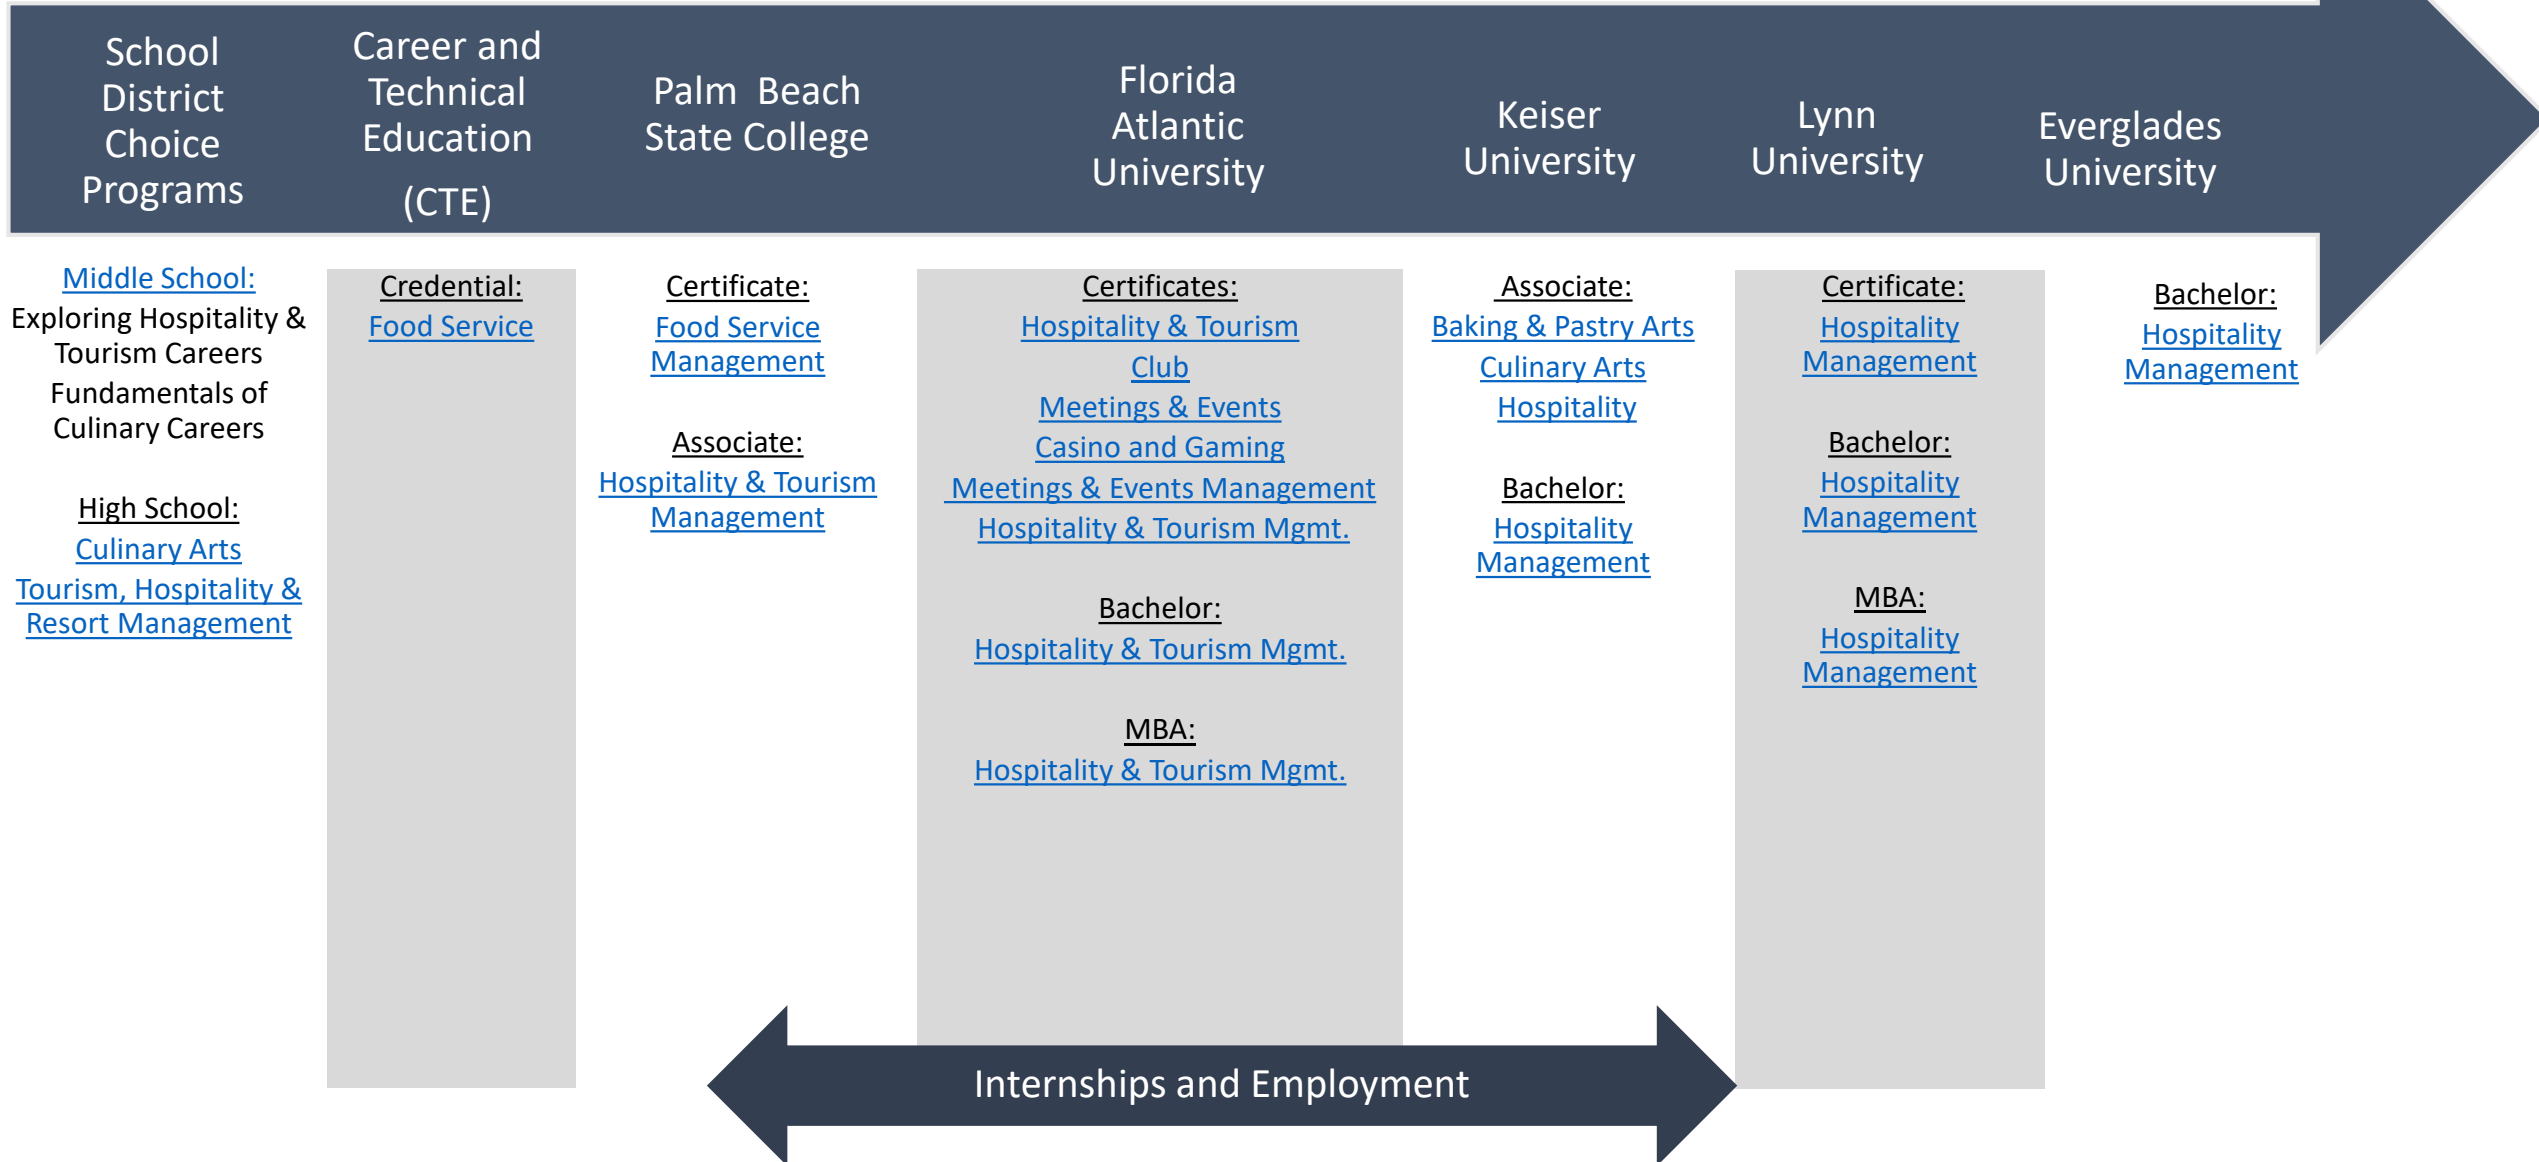 School
District
Choice
Programs
Career and
Technical
Education
(CTE)
Palm  Beach
State College
Florida
Atlantic
University
Keiser
University
Lynn
University
Everglades
University
Middle School:
Exploring Hospitality &
Tourism Careers
Fundamentals of
Culinary Careers
High School:
Culinary Arts
Tourism, Hospitality &
Resort Management
Credential:
Food Service
Certificate:
Food Service
Management
Associate:
Hospitality & Tourism
Management
Certificates:
Hospitality & Tourism
Club
Meetings & Events
Casino and Gaming
Meetings & Events Management
Hospitality & Tourism Mgmt.
Bachelor:
Hospitality & Tourism Mgmt.
MBA:
Hospitality & Tourism Mgmt.
Associate:
Baking & Pastry Arts
Culinary Arts
Hospitality
Bachelor:
Hospitality
Management
Certificate:
Hospitality
Management
Bachelor:
Hospitality
Management
MBA:
Hospitality
Management
Bachelor:
Hospitality
Management
Internships and Employment